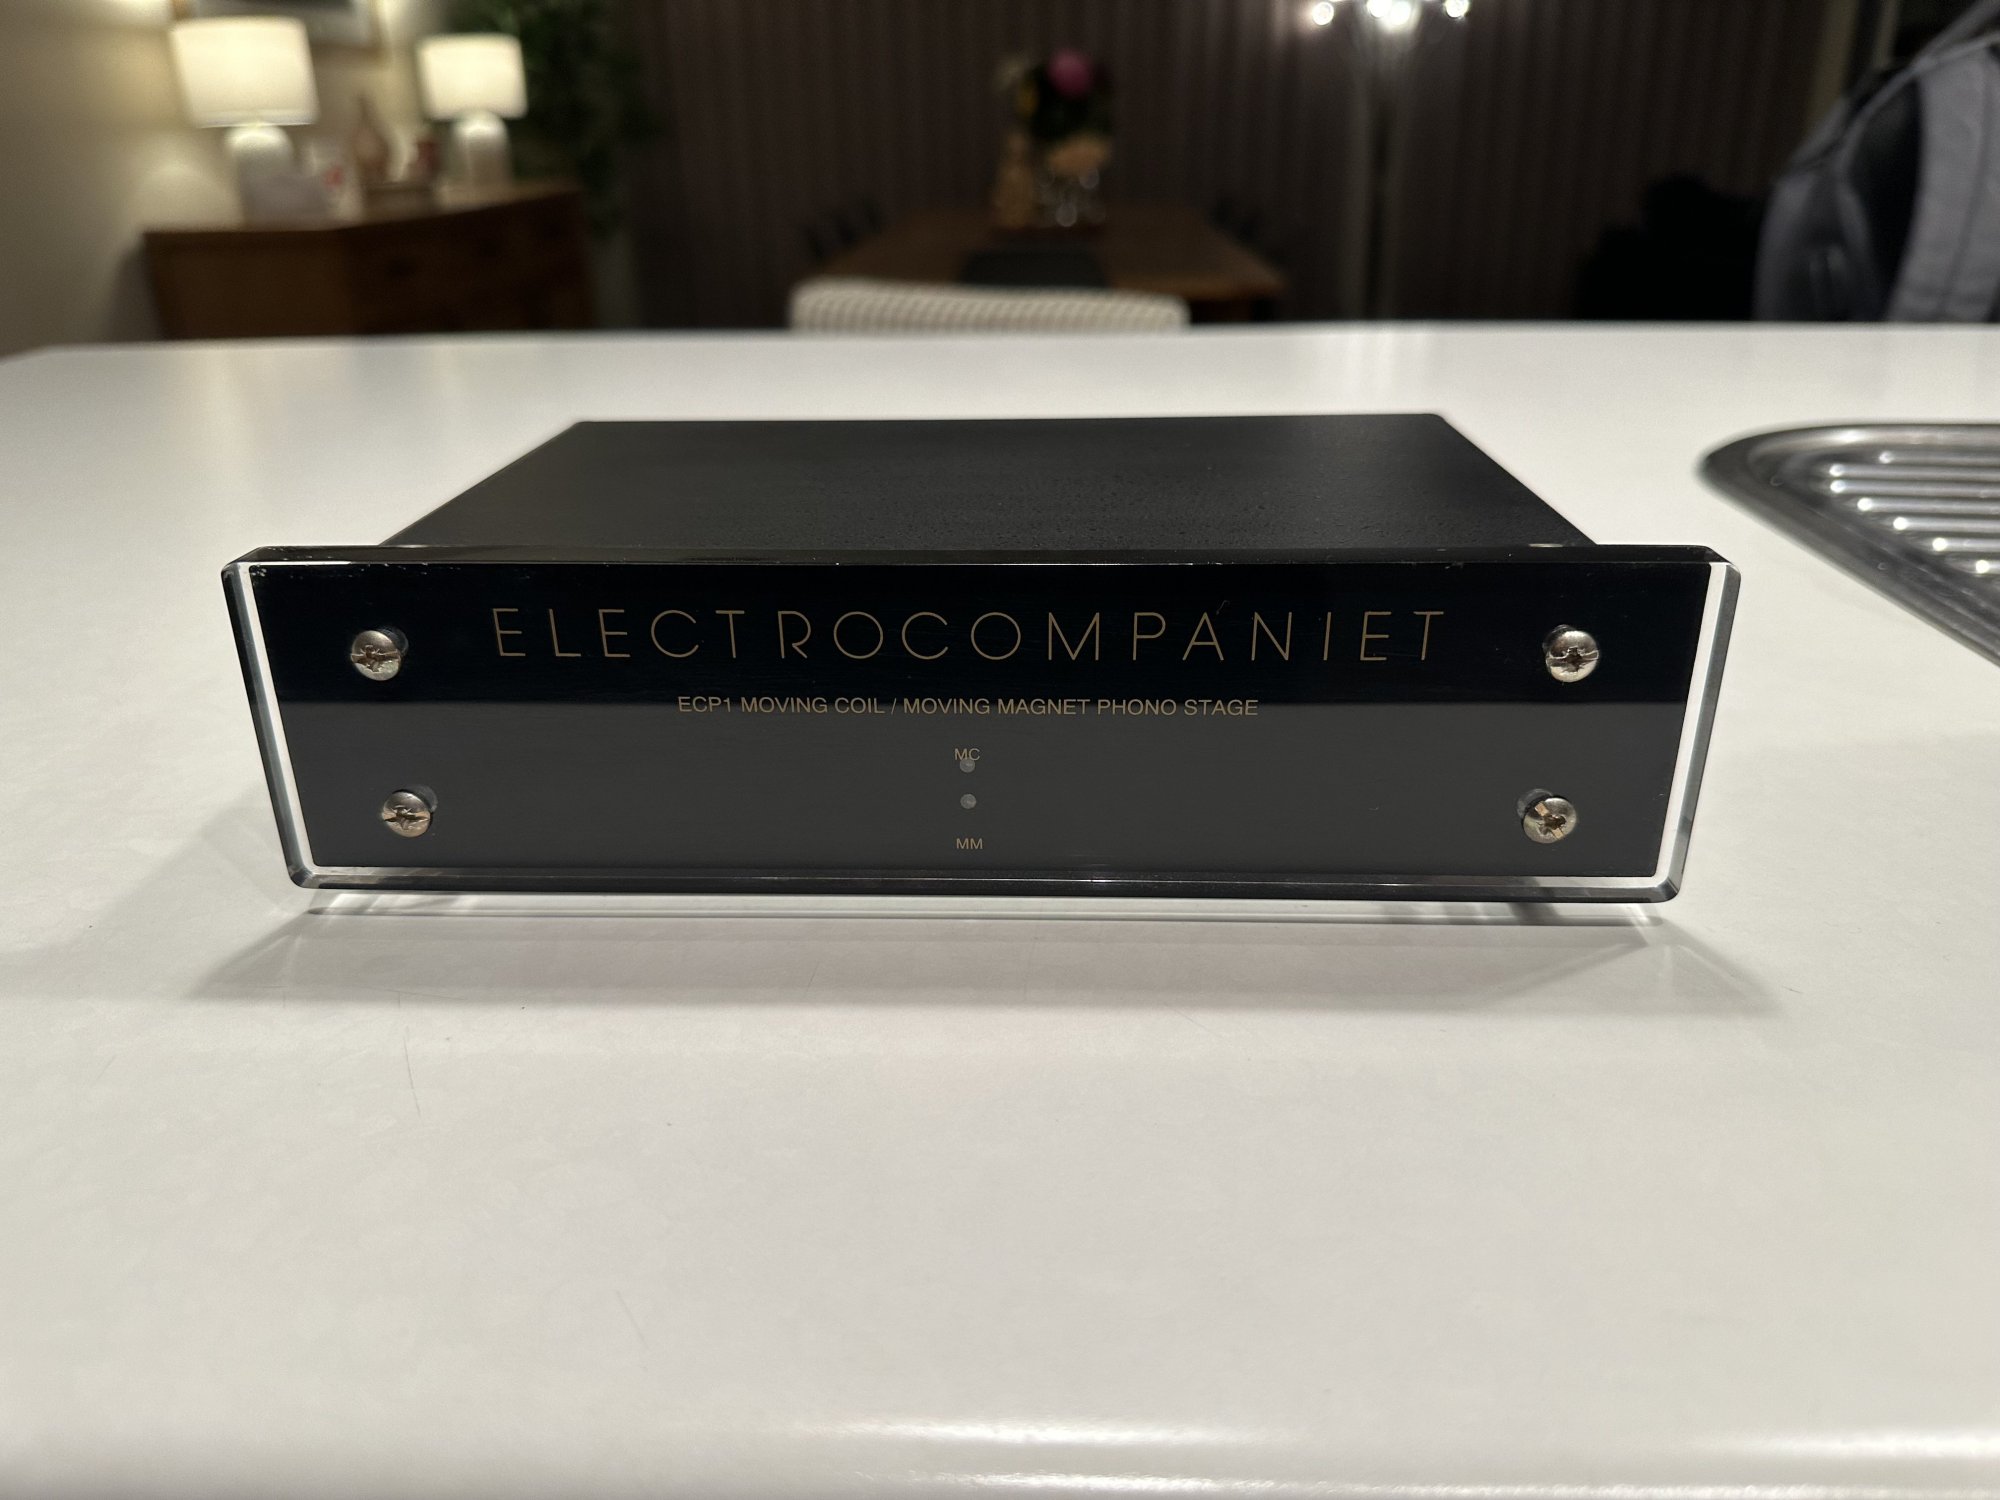 ELECTROCOMPANIET
ECP1 MOVING COIL / MOVING MAGNET PHONO STAGE
MC
MM